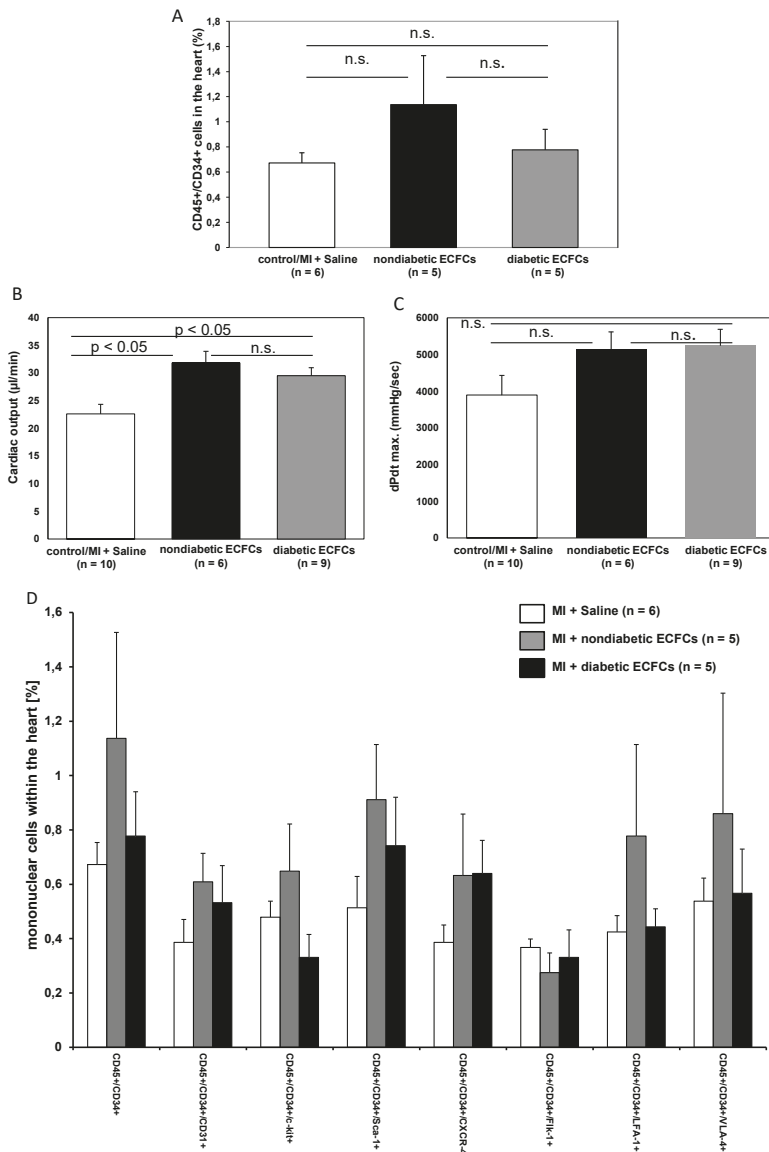 A
CD45+/CD34+ cells in the heart (%)
1,8
1,6
1,4
1,2
1
0,8
0,6
0,4
0,2
0
n.s.
n.s.
n.s.
control/MI + Saline
(n = 6)
nondiabetic ECFCs
(n = 5)
diabetic ECFCs
(n = 5)
B
Cardiac output (µl/min)
40
35
30
25
20
15
10
5
0
p < 0.05
p < 0.05
n.s.
control/MI + Saline
(n = 10)
nondiabetic ECFCs
(n = 6)
diabetic ECFCs
(n = 9)
C
dPdt max. (mmHg/sec)
6000
5000
4000
3000
2000
1000
0
n.s.
n.s.
n.s.
control/MI + Saline
(n = 10)
nondiabetic ECFCs
(n = 6)
diabetic ECFCs
(n = 9)
D
mononuclear cells within the heart [%]
1,6
1,4
1,2
1
0,8
0,6
0,4
0,2
0
MI + Saline (n = 6)
MI + nondiabetic ECFCs (n = 5)
MI + diabetic ECFCs (n = 5)
CD45+/CD34+
CD45+/CD34+/CD31+
CD45+/CD34+/c-kit+
CD45+/CD34+/Sca-1+
CD45+/CD34+/CXCR-4
CD45+/CD34+/Flk-1+
CD45+/CD34+/LFA-1+
CD45+/CD34+/VLA-4+